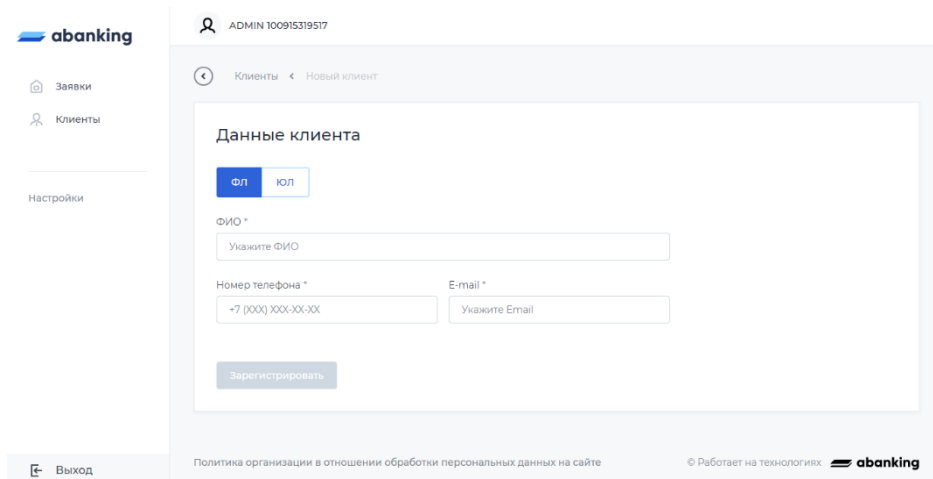 abanking
ADMIN 100915319517
Заявки
Клиенты
Настройки
Выход
Клиенты < Новый клиент
Данные клиента
ФЛ ЮЛ
ФИО *
Укажите ФИО
Номер телефона * E-mail *
+7 (XXX) XXX-XX-XX Укажите Email
Зарегистрировать
Политика организации в отношении обработки персональных данных на сайте © Работает на технологиях abanking